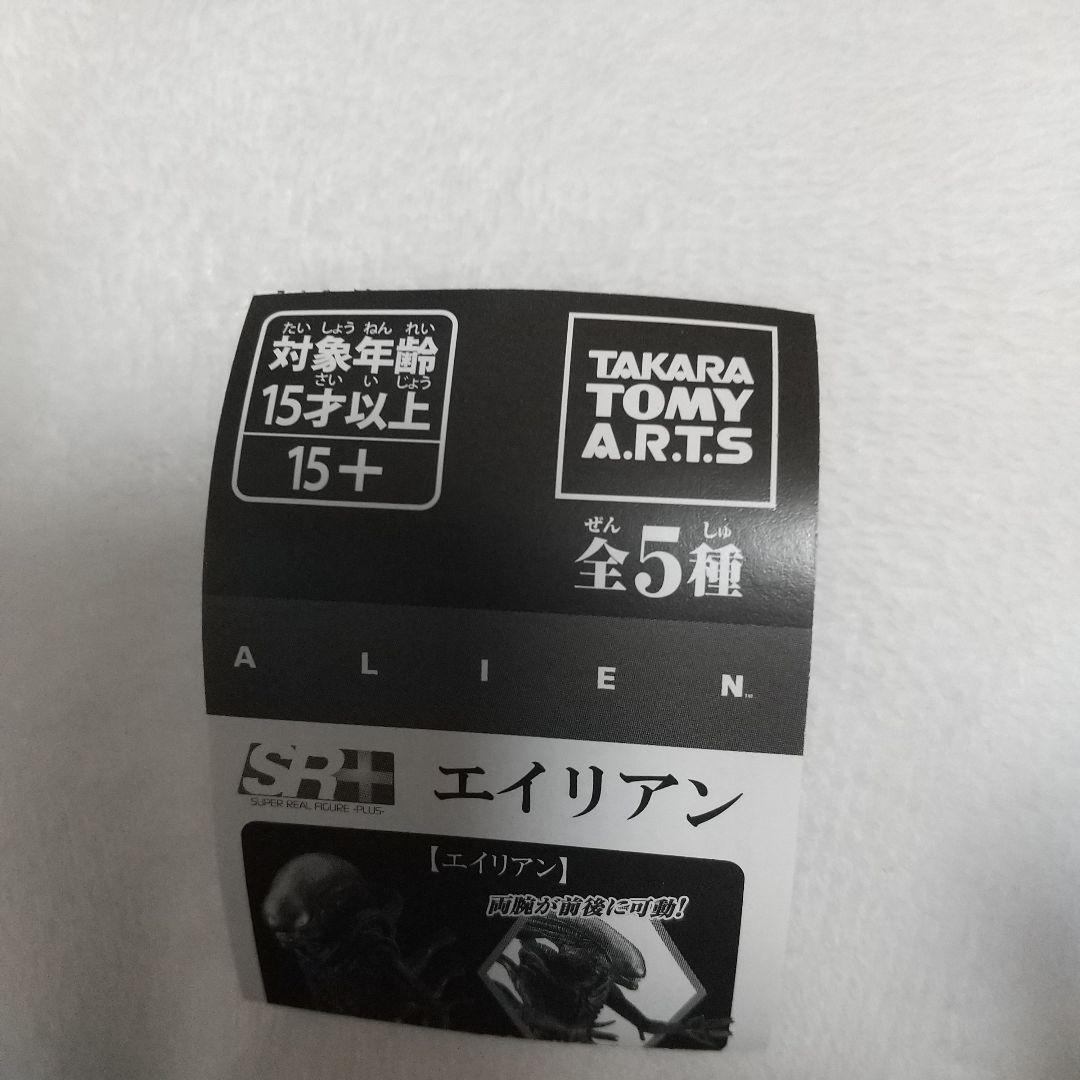 たい しょう ねん れい
対象年齢
さい い じょう
15才以上
15+
TAKARA
TOMY
A.R.T.S
ぜん しゅ
全5種
ALIEN™
SR+
SUPER REAL FIGURE -PLUS-
エイリアン
【エイリアン】
両腕が前後に可動!